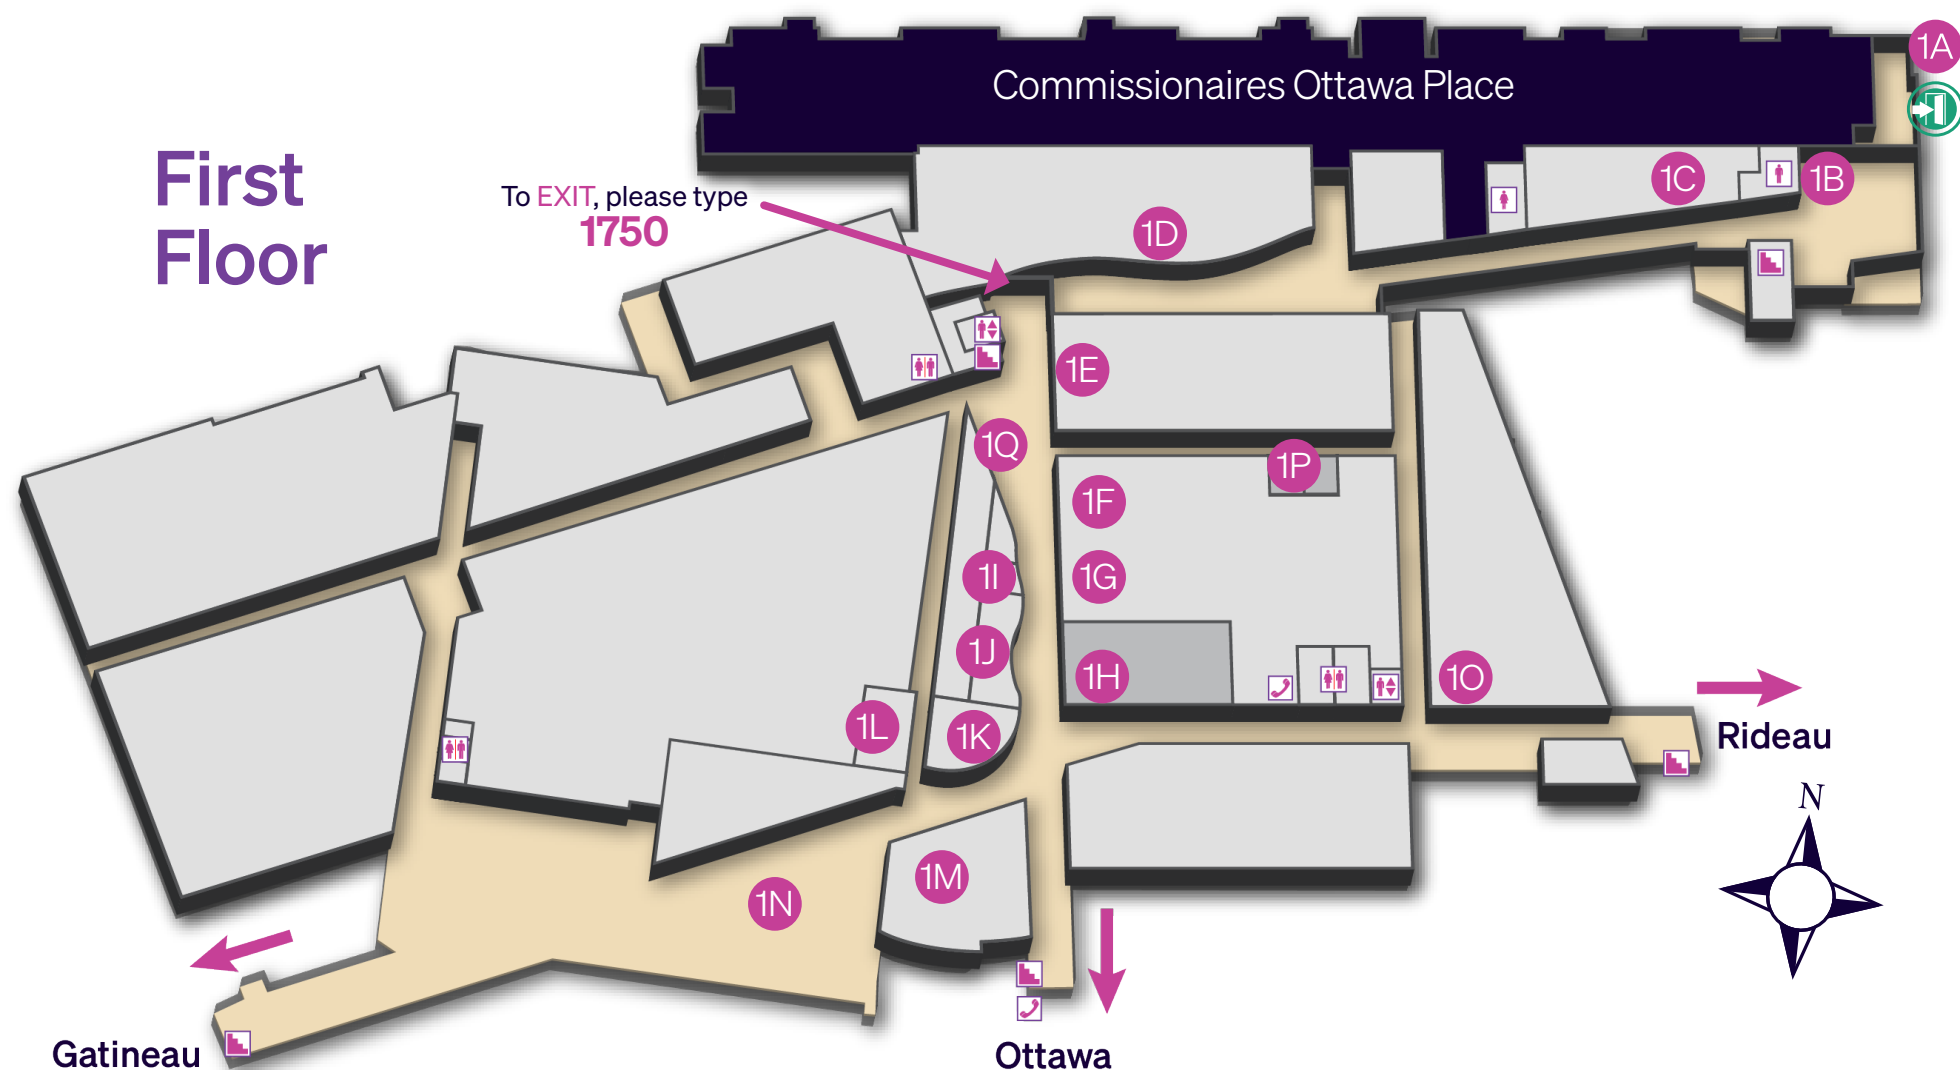 Commissionaires Ottawa Place
1A
First
Floor
To EXIT, please type
1750
1C
1B
1D
1E
1Q
1P
1F
1I
1G
1J
1H
1O
1L
1K
Rideau
N
1M
1N
Gatineau
Ottawa